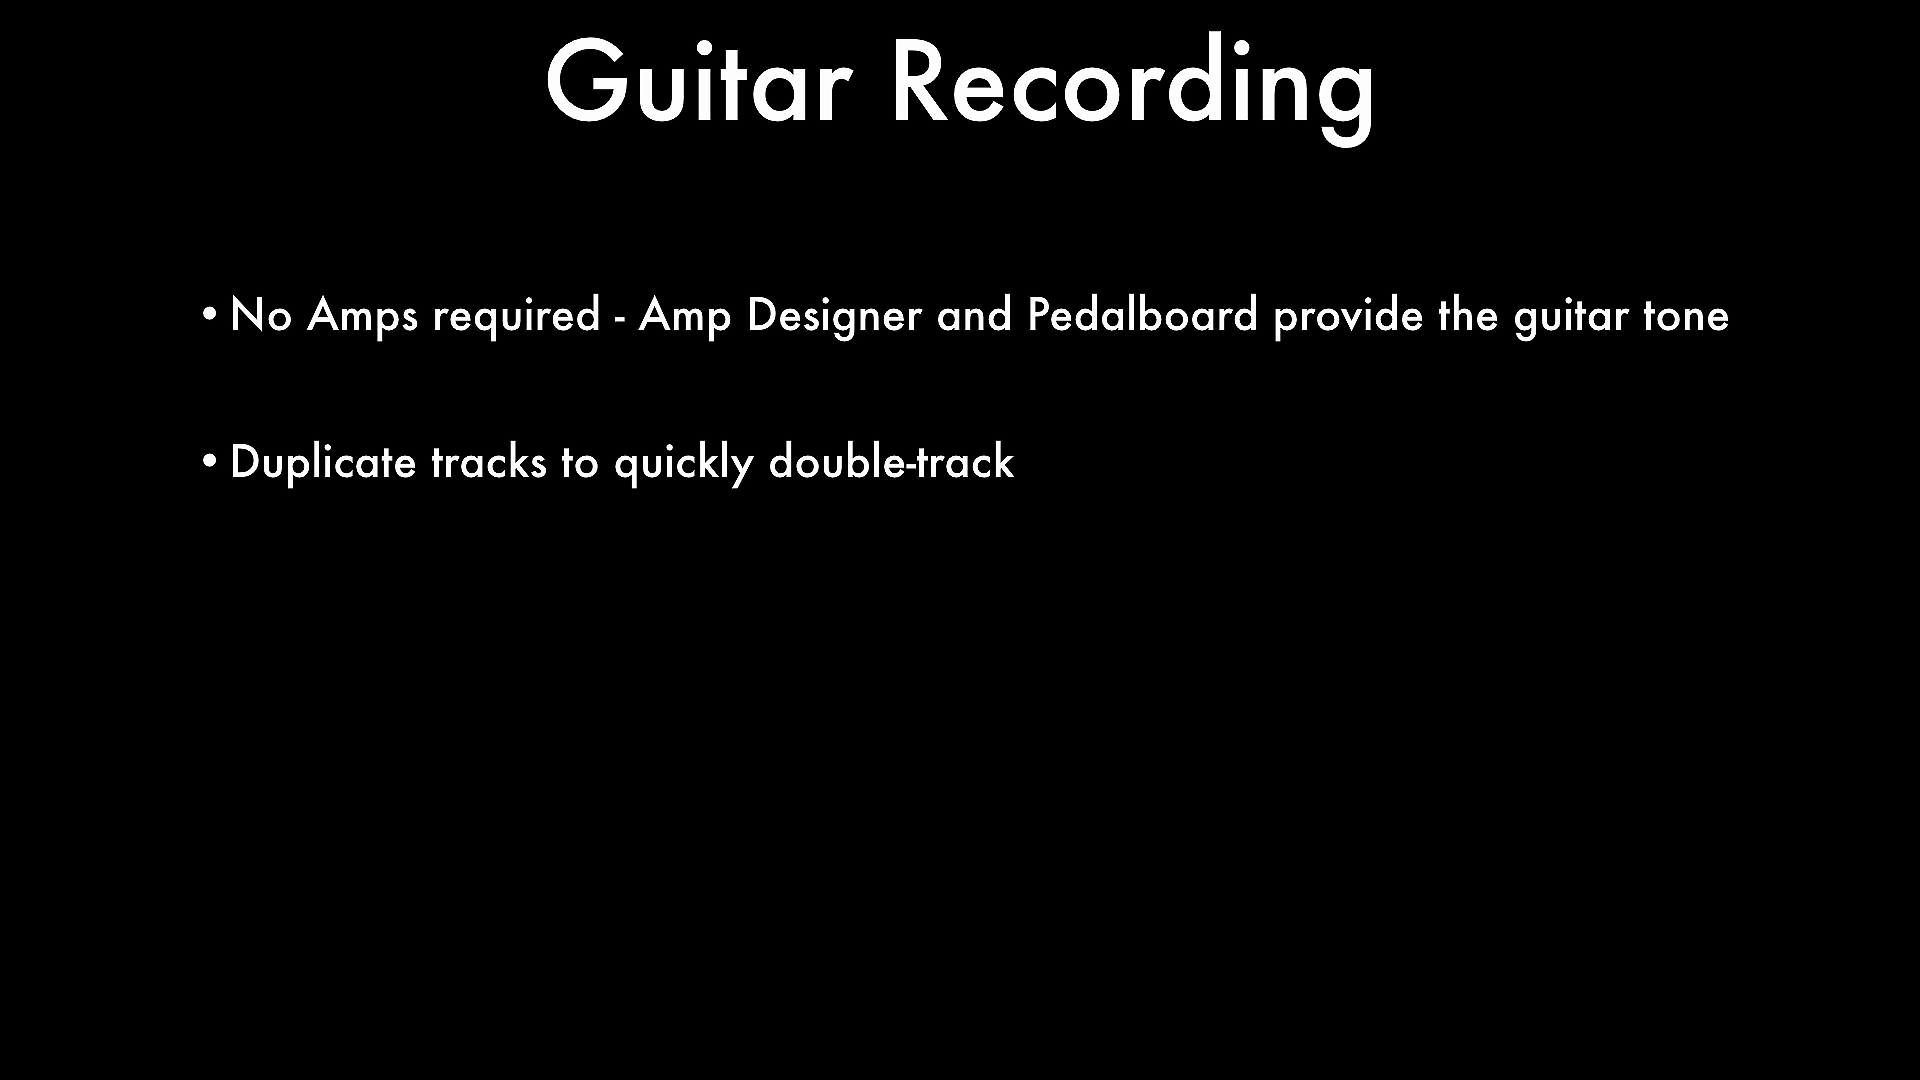 Guitar Recording
• No Amps required - Amp Designer and Pedalboard provide the guitar tone
• Duplicate tracks to quickly double-track